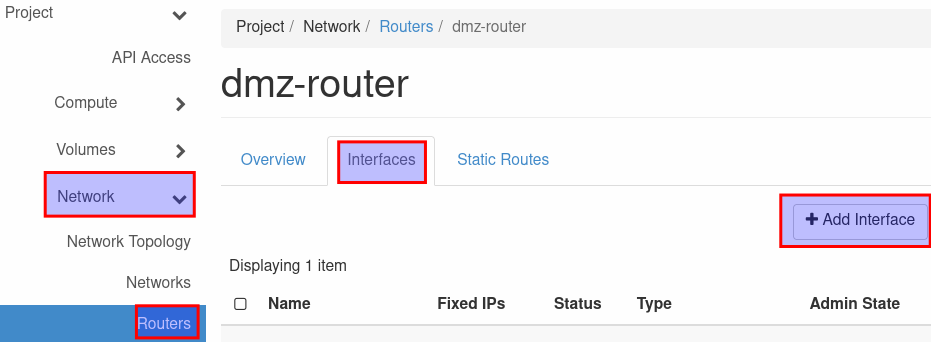 Project
API Access
Compute
Volumes
Network
Network Topology
Networks
Routers
Project / Network / Routers / dmz-router
dmz-router
Overview Interfaces Static Routes
+ Add Interface
Displaying 1 item
Name Fixed IPs Status Type Admin State